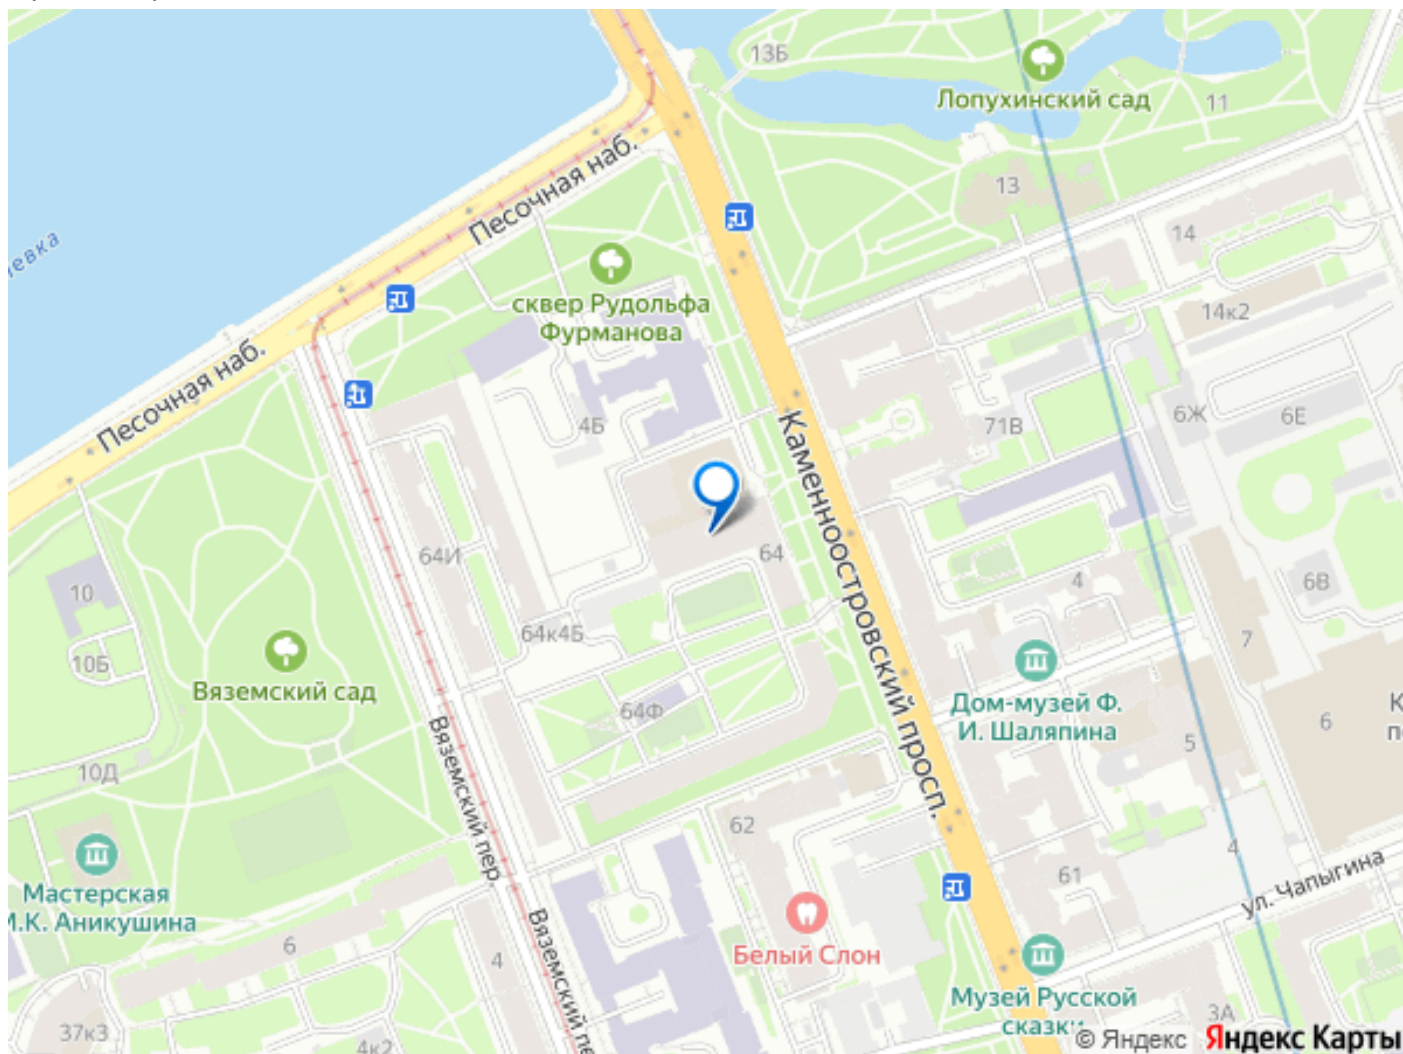 13Б
Лопухинский сад
11
Песочная наб.
13
14
сквер Рудольфа
Фурманова
14к2
Песочная наб.
4Б
71В
6Ж
6Е
Каменноостровский просп.
64И
64
4
6В
10
64к4Б
10Б
Вяземский сад
7
64Ф
Дом-музей Ф.
И. Шаляпина
6
5
10Д
Вяземский пер.
62
4
61
ул. Чапыгина
Мастерская
М.К. Аникушина
Белый Слон
6
4
Вяземский пе
Музей Русской
сказки
3А
37к3
4к2
© Яндекс Яндекс Карты